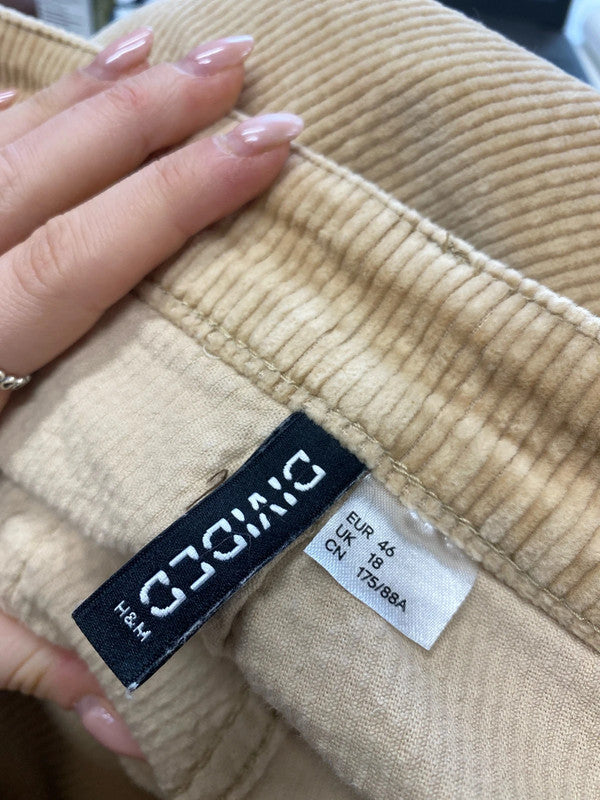 DIVIDED
H&M
EUR 46
UK 18
CN 175/88A